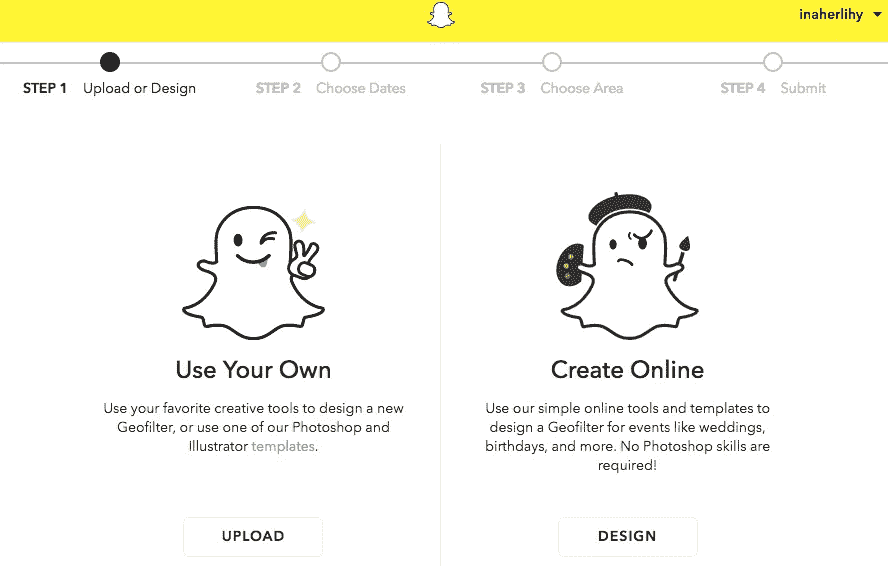 inaherlihy
STEP 1 Upload or Design
STEP 2 Choose Dates
STEP 3 Choose Area
STEP 4 Submit
Use Your Own
Use your favorite creative tools to design a new
Geofilter, or use one of our Photoshop and
Illustrator templates.
UPLOAD
Create Online
Use our simple online tools and templates to
design a Geofilter for events like weddings,
birthdays, and more. No Photoshop skills are
required!
DESIGN